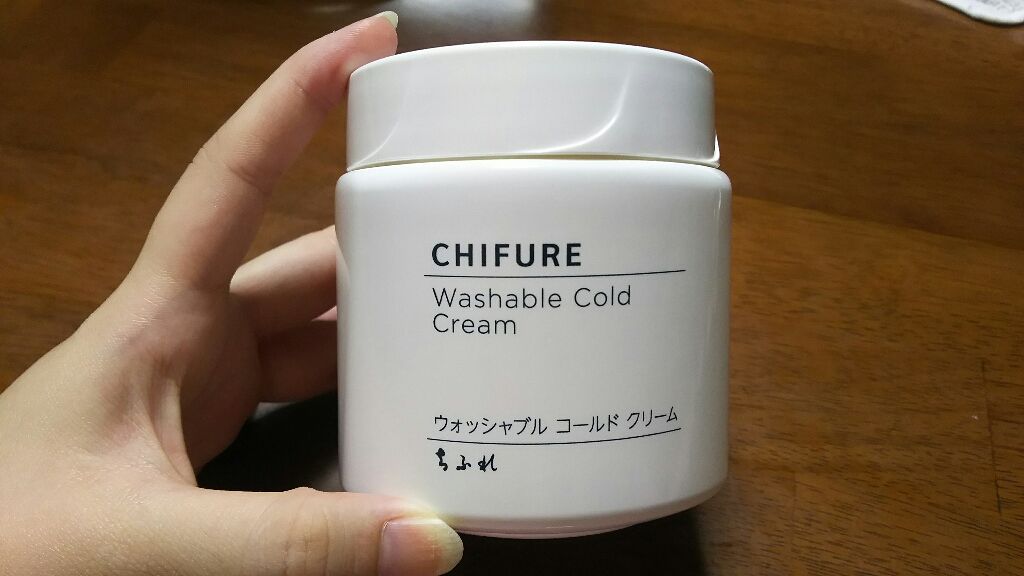 CHIFURE
Washable Cold
Cream
ウォッシャブル コールド クリーム
ちふれ